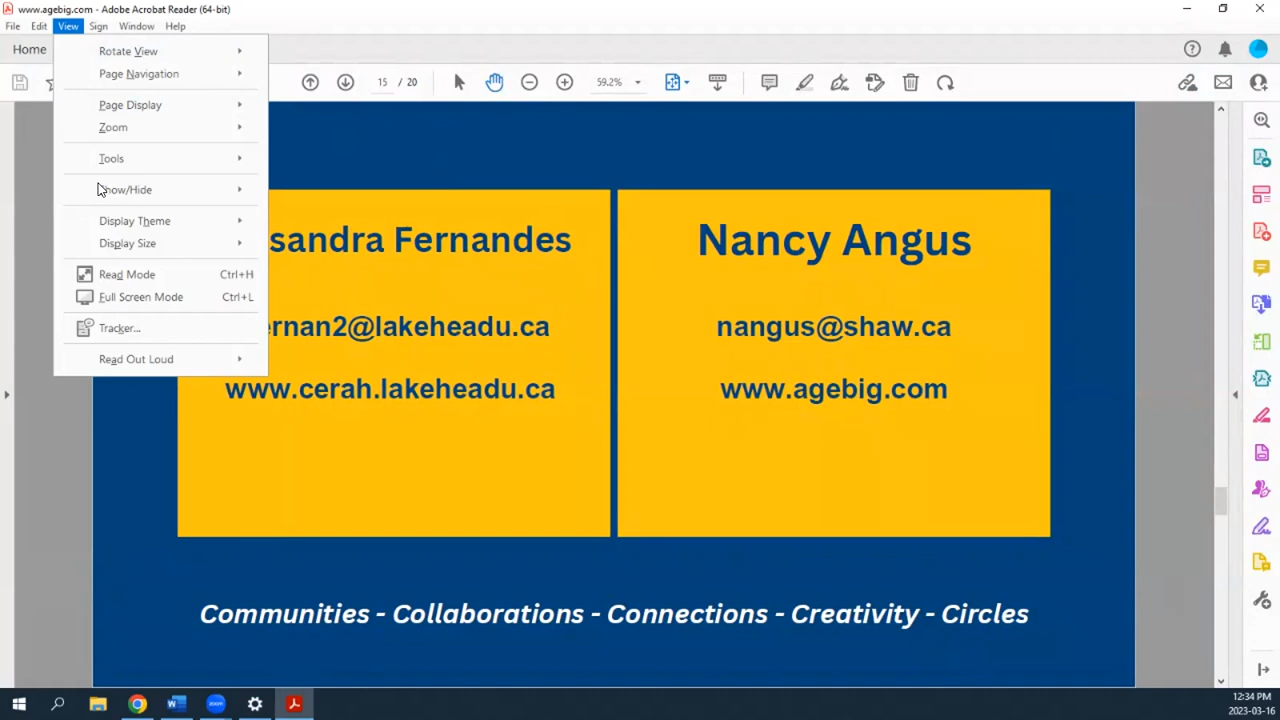 www.agebig.com - Adobe Acrobat Reader (64-bit)
File Edit View Sign Window Help
Home
Rotate View
Page Navigation
Page Display
Zoom
Tools
Show/Hide
Display Theme
Display Size
Read Mode Ctrl+H
Full Screen Mode Ctrl+L
Tracker...
Read Out Loud
15 / 20
59.2%
sandra Fernandes
ernan2@lakeheadu.ca
www.cerah.lakeheadu.ca
Nancy Angus
nangus@shaw.ca
www.agebig.com
Communities - Collaborations - Connections - Creativity - Circles
zoom
12:34 PM
2023-03-16